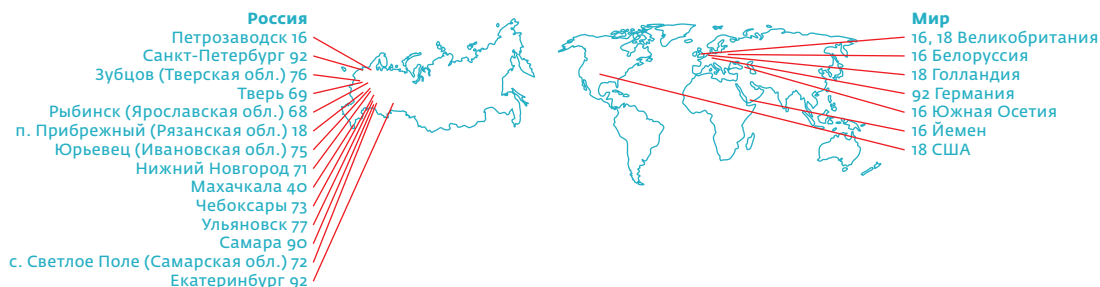 Россия
Петрозаводск 16
Санкт-Петербург 92
Зубцов (Тверская обл.) 76
Тверь 69
Рыбинск (Ярославская обл.) 68
п. Прибрежный (Рязанская обл.) 18
Юрьевец (Ивановская обл.) 75
Нижний Новгород 71
Махачкала 40
Чебоксары 73
Ульяновск 77
Самара 90
с. Светлое Поле (Самарская обл.) 72
Екатеринбург 92
Мир
16, 18 Великобритания
16 Белоруссия
18 Голландия
92 Германия
16 Южная Осетия
16 Йемен
18 США